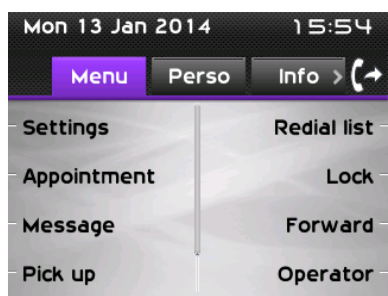 Mon 13 Jan 2014 15:54
Menu Perso Info >
Settings Redial list
Appointment Lock
Message Forward
Pick up Operator